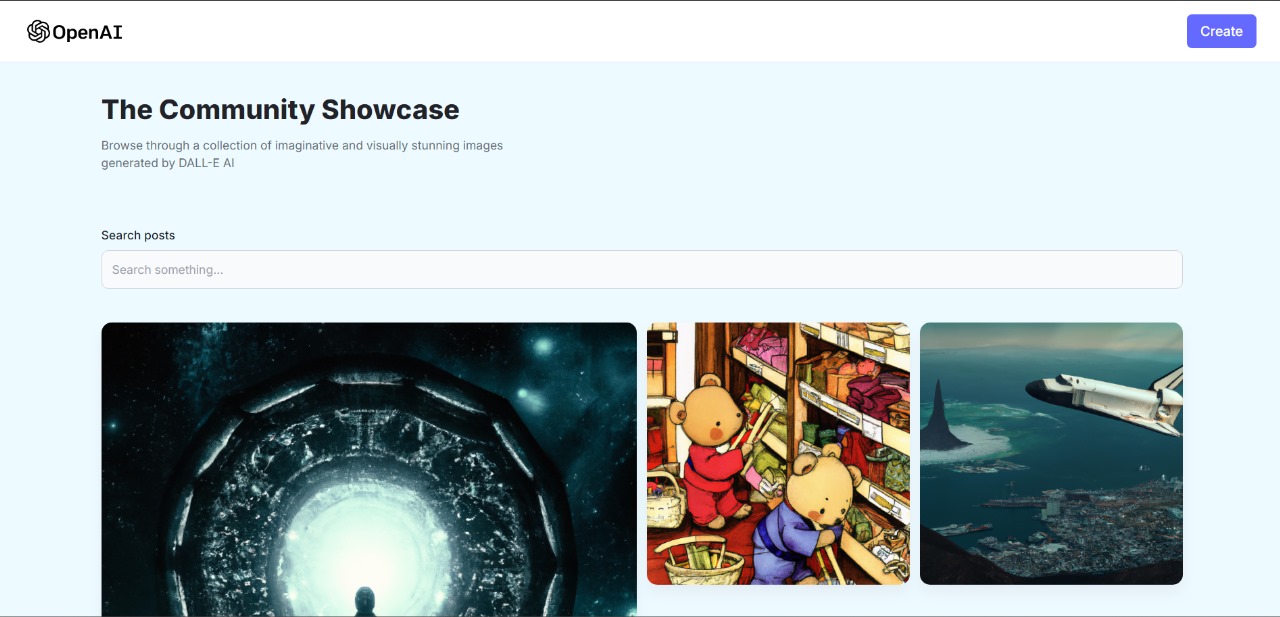 OpenAI
Create
The Community Showcase
Browse through a collection of imaginative and visually stunning images
generated by DALL-E AI
Search posts
Search something...